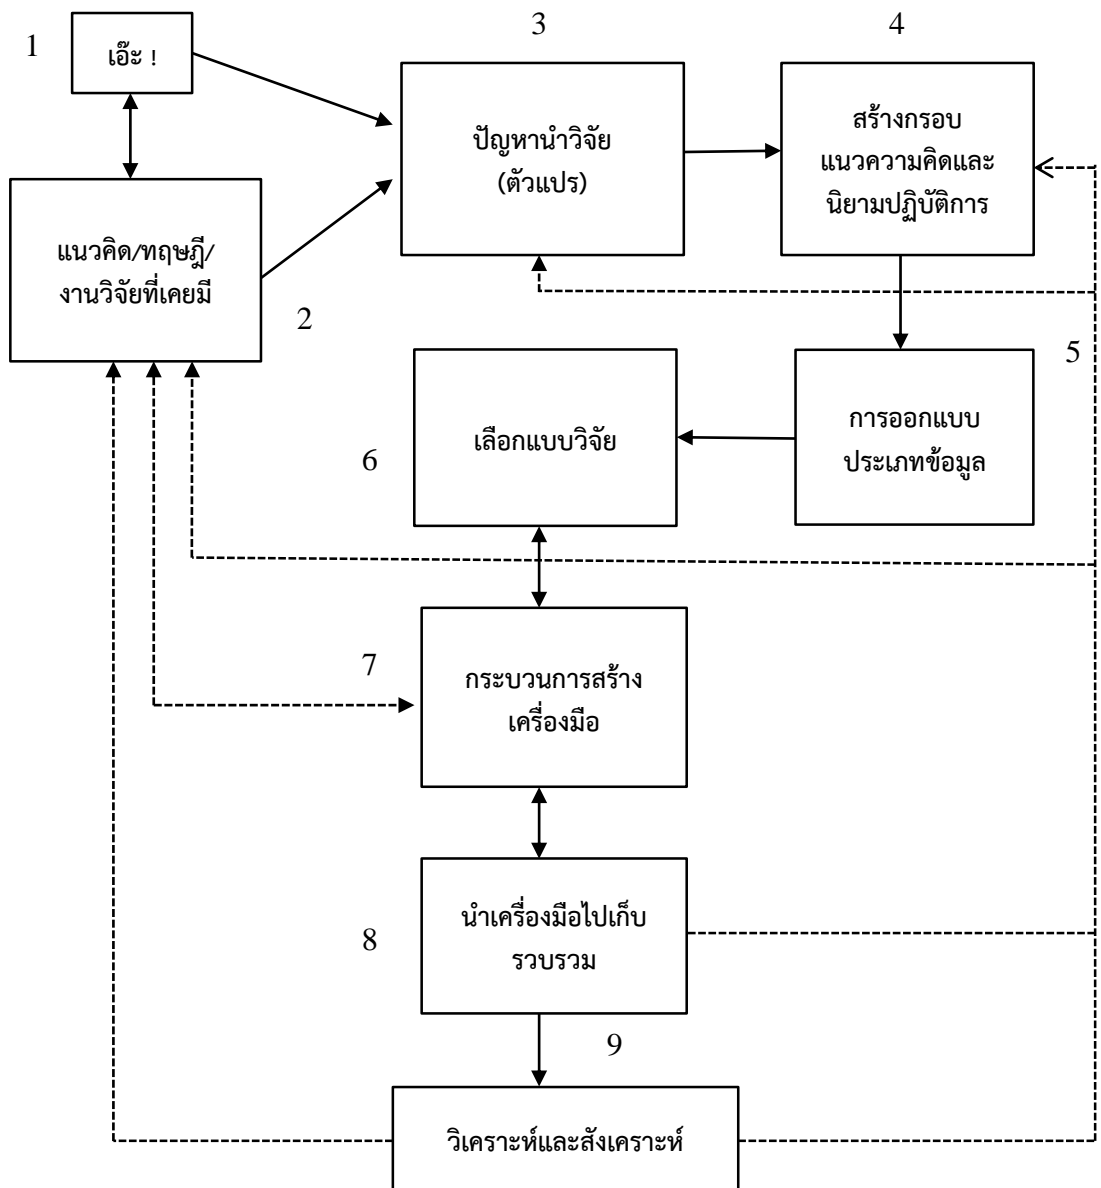 1
เอ๊ะ !
แนวคิด/ทฤษฎี/
งานวิจัยที่เคยมี
2
3
ปัญหานำวิจัย
(ตัวแปร)
4
สร้างกรอบ
แนวความคิดและ
นิยามปฏิบัติการ
5
การออกแบบ
ประเภทข้อมูล
6
เลือกแบบวิจัย
7
กระบวนการสร้าง
เครื่องมือ
8
นำเครื่องมือไปเก็บ
รวบรวม
9
วิเคราะห์และสังเคราะห์